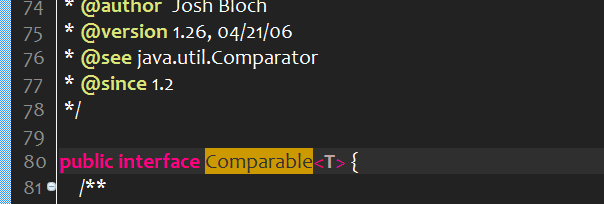 74 * @author  Josh Bloch
75 * @version 1.26, 04/21/06
76 * @see java.util.Comparator
77 * @since 1.2
78 */
79
80 public interface Comparable<T> {
81 /**